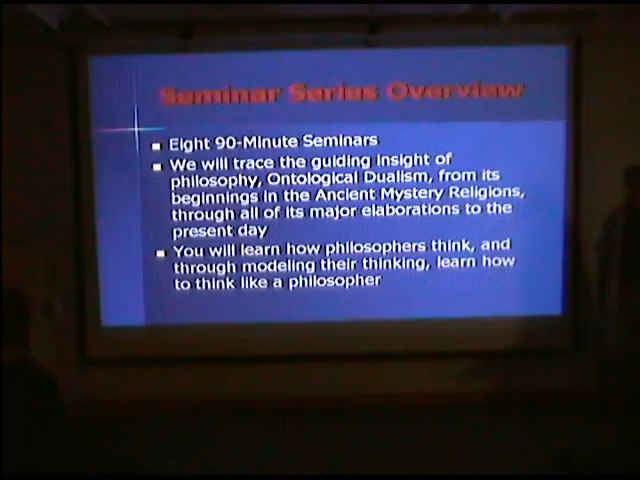 Seminar Series Overview
Eight 90-Minute Seminars
We will trace the guiding insight of
philosophy, Ontological Dualism, from its
beginnings in the Ancient Mystery Religions,
through all of its major elaborations to the
present day
You will learn how philosophers think, and
through modeling their thinking, learn how
to think like a philosopher